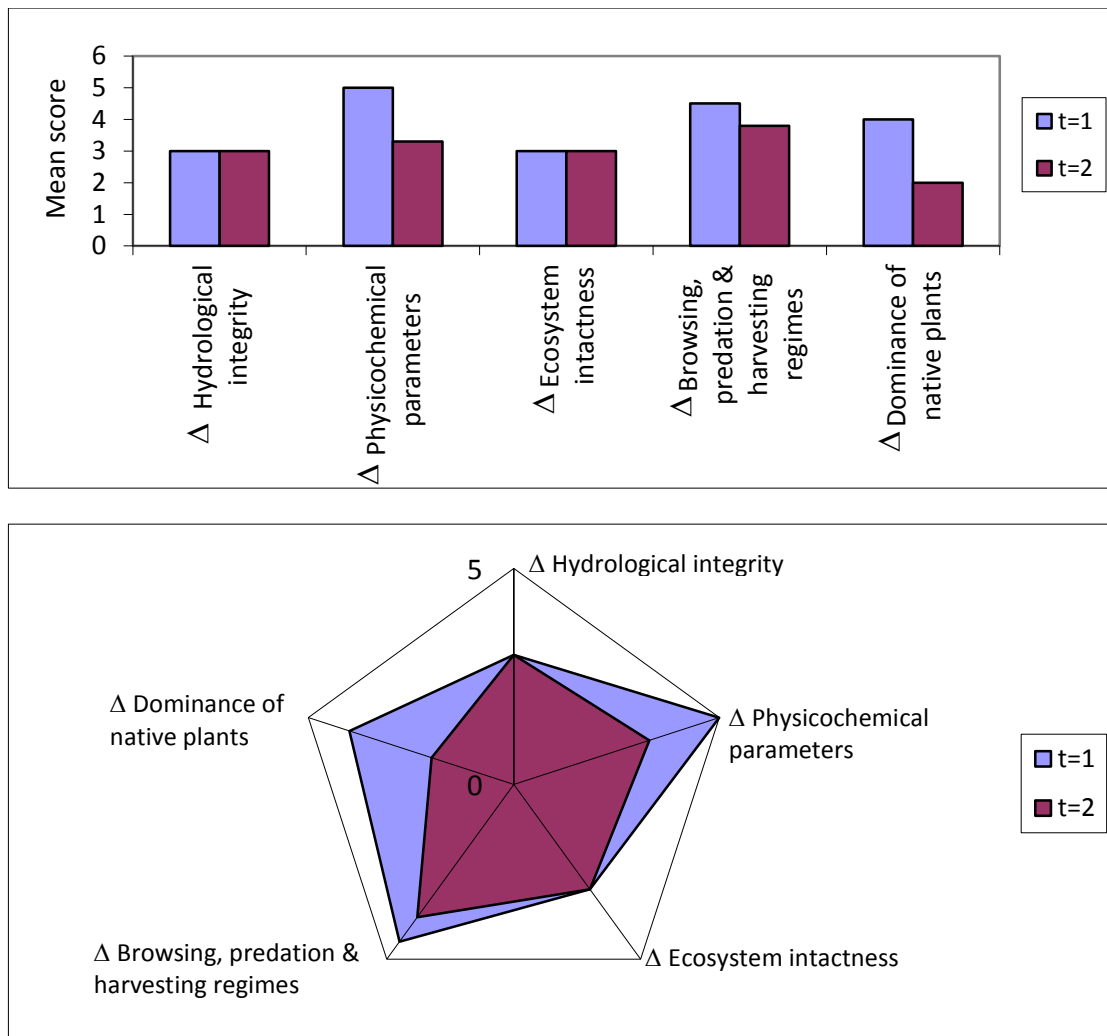 6
5
4
3
2
1
0
Mean score
Δ Hydrological
integrity
Δ Physicochemical
parameters
Δ Ecosystem
intactness
Δ Browsing,
predation &
harvesting
regimes
Δ Dominance of
native plants
t=1
t=2
5
0
Δ Hydrological integrity
Δ Physicochemical
parameters
Δ Ecosystem intactness
Δ Browsing, predation &
harvesting regimes
Δ Dominance of
native plants
t=1
t=2